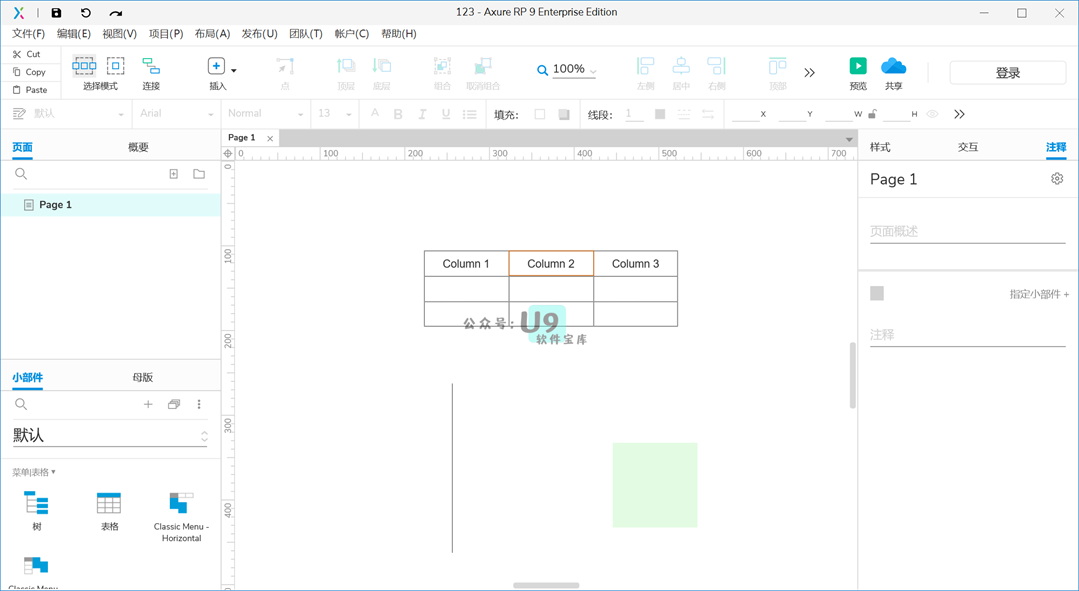 123 - Axure RP 9 Enterprise Edition
文件(F) 编辑(E) 视图(V) 项目(P) 布局(A) 发布(U) 团队(T) 帐户(C) 帮助(H)
Cut
Copy
Paste
选择模式 连接 插入 点 顶层 底层 组合 取消组合 100% 左侧 居中 右侧 顶部 预览 共享 登录
默认 Arial Normal 13 A B I U 填充: 线段: 1 X Y W H
页面 概要
Page 1
样式 交互 注释
0 100 200 300 400 500 600 700
Page 1
Page 1
页面概述
指定小部件 +
注释
0
100
200
300
400
Column 1 Column 2 Column 3
公众号: U9
软件宝库
小部件 母版
默认
菜单|表格
树 表格 Classic Menu -
Horizontal
Classic Menu